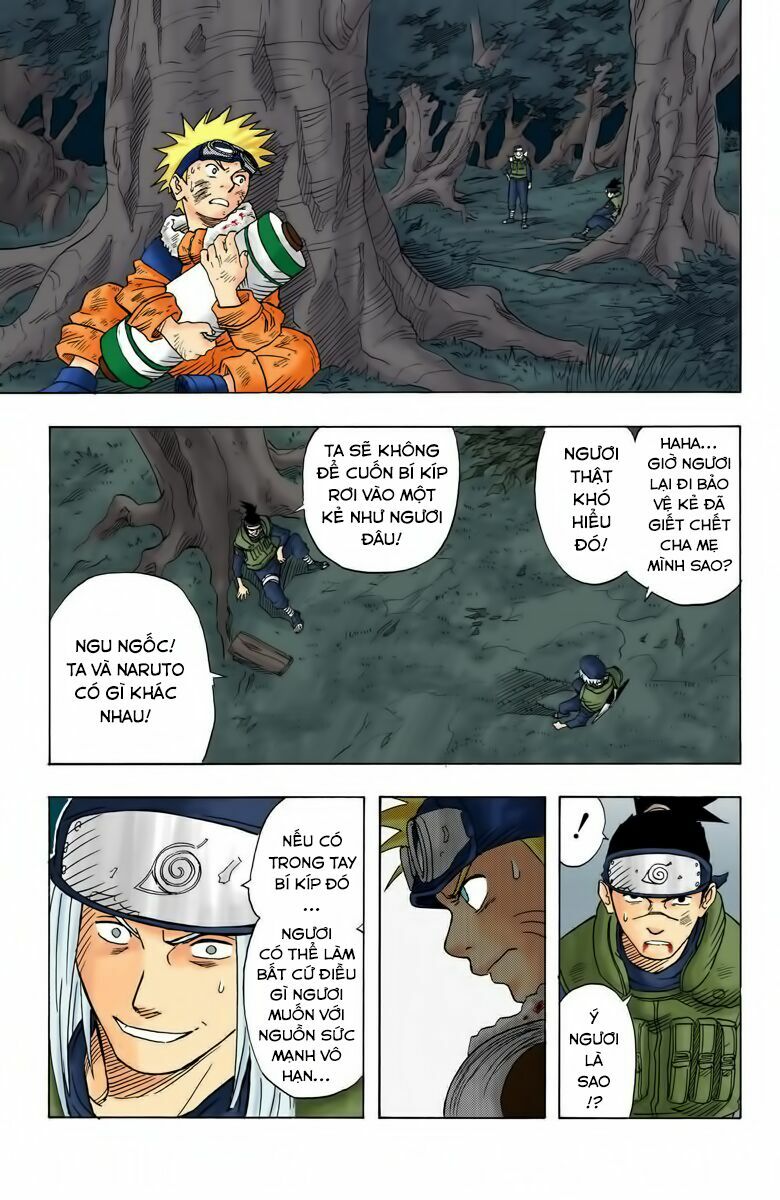 HAHA...
GIỜ NGƯƠI
LẠI ĐI BẢO
VỆ KẺ ĐÃ
GIẾT CHẾT
CHA MẸ
MÌNH SAO?
NGƯƠI
THẬT
KHÓ
HIỂU
ĐÓ!
TA SẼ KHÔNG
ĐỂ CUỐN BÍ KÍP
RƠI VÀO MỘT
KẺ NHƯ NGƯƠI
ĐÂU!
NGU NGỐC!
TA VÀ NARUTO
CÓ GÌ KHÁC
NHAU!
!
Ý
NGƯƠI
LÀ
SAO
!?
NẾU CÓ
TRONG TAY
BÍ KÍP ĐÓ
...
NGƯƠI
CÓ THỂ LÀM
BẤT CỨ ĐIỀU
GÌ NGƯƠI
MUỐN VỚI
NGUỒN SỨC
MẠNH VÔ
HẠN...